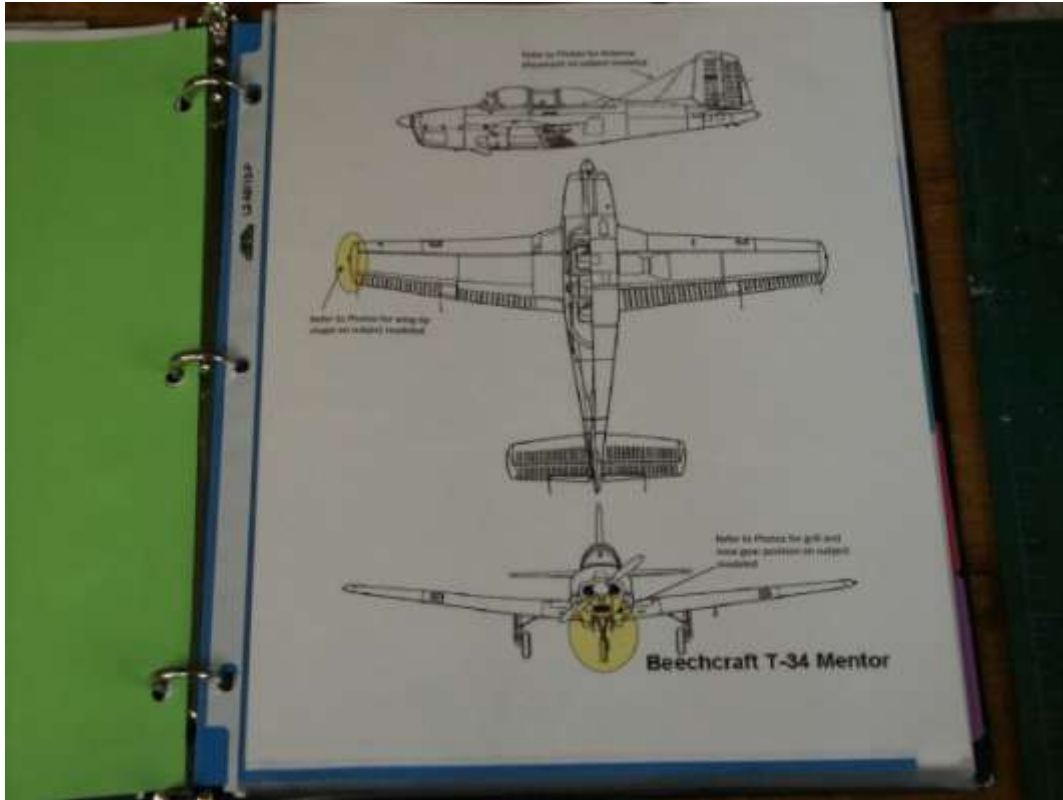 Refer to Photos for Antenna
placement on subject modeled
Refer to Photos for wing tip
shape on subject modeled
Refer to Photos for grill and
nose gear position on subject
modeled
Beechcraft T-34 Mentor